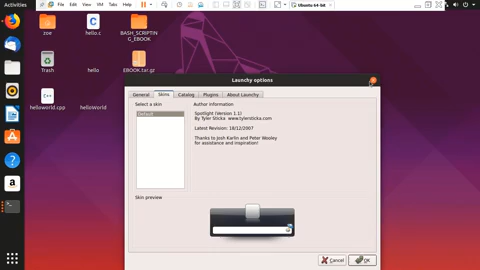 Activities
File Edit View VM Tabs Help
Ubuntu 64-bit
zoe
hello.c
BASH_SCRIPTING
_EBOOK
Trash
hello
EBOOK.tar.gz
helloworld.cpp
helloWorld
Launchy options
General Skins Catalog Plugins About Launchy
Select a skin
Author information
Default
Spotlight (Version 1.1)
By Tyler Sticka www.tylersticka.com
Latest Revision: 18/12/2007
Thanks to Josh Karlin and Peter Wooley
for assistance and inspiration!
Skin preview
Cancel OK